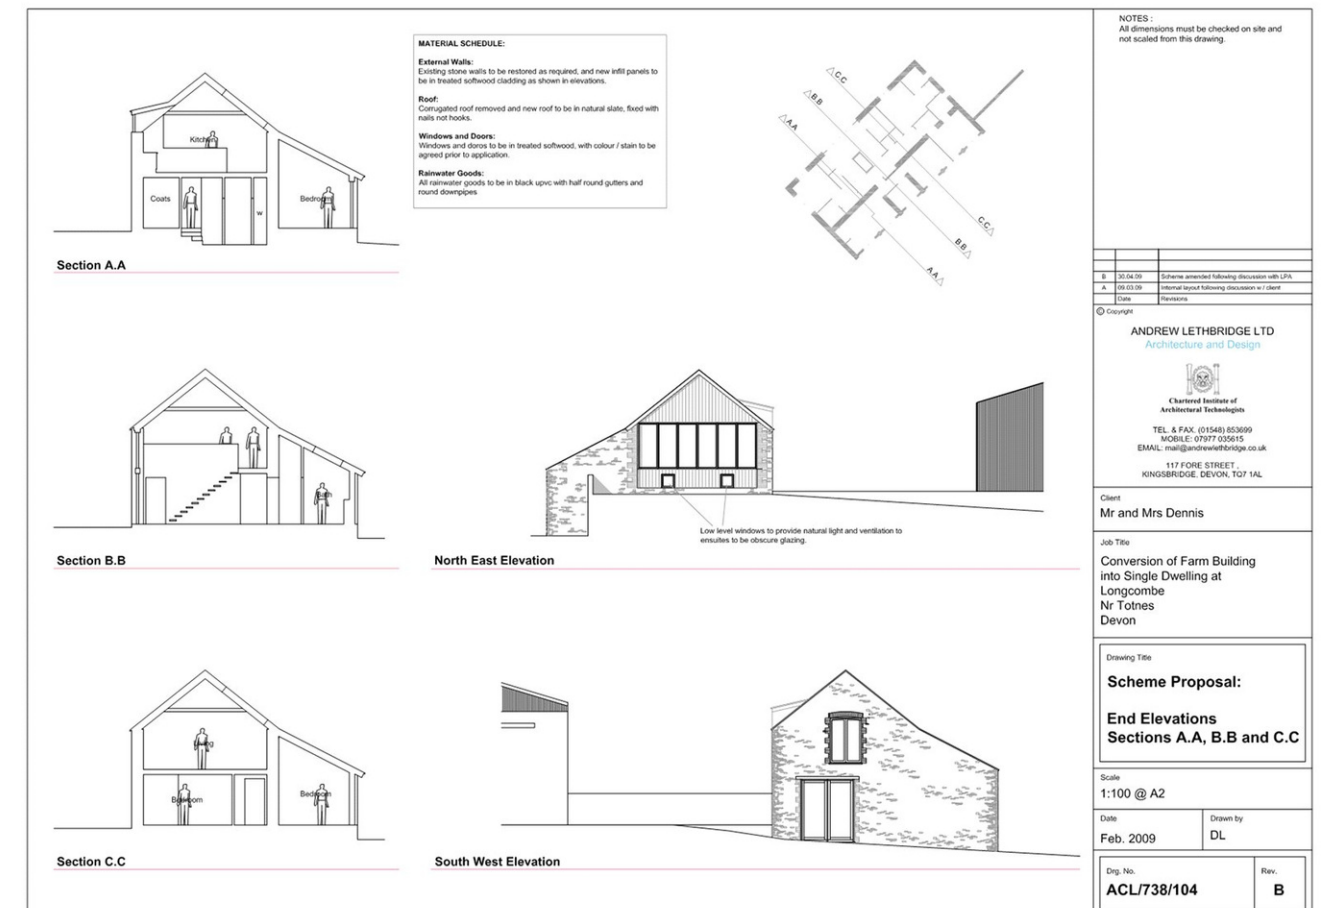 MATERIAL SCHEDULE:
External Walls:
Existing stone walls to be restored as required, and new infill panels to
be in treated softwood cladding as shown in elevations.
Roof:
Corrugated roof removed and new roof to be in natural slate, fixed with
nails not hooks.
Windows and Doors:
Windows and doros to be in treated softwood, with colour / stain to be
agreed prior to application.
Rainwater Goods:
All rainwater goods to be in black upvc with half round gutters and
round downpipes
Kitchen
Coats
w
Bedroom
Section A.A
C.C
B.B
A.A
C.C
B.B
A.A
Bath
Section B.B
Low level windows to provide natural light and ventilation to
ensuites to be obscure glazing.
North East Elevation
Bedroom
Bedroom
Section C.C
South West Elevation
NOTES :
All dimensions must be checked on site and
not scaled from this drawing.
B 30.04.09 Scheme amended following discussion with LPA
A 09.03.09 Internal layout following discussion w / client
Date Revisions
© Copyright
ANDREW LETHBRIDGE LTD
Architecture and Design
Chartered Institute of
Architectural Technologists
TEL. & FAX. (01548) 853699
MOBILE: 07977 035615
EMAIL: mail@andrewlethbridge.co.uk
117 FORE STREET ,
KINGSBRIDGE, DEVON, TQ7 1AL
Client
Mr and Mrs Dennis
Job Title
Conversion of Farm Building
into Single Dwelling at
Longcombe
Nr Totnes
Devon
Drawing Title
Scheme Proposal:
End Elevations
Sections A.A, B.B and C.C
Scale
1:100 @ A2
Date
Feb. 2009
Drawn by
DL
Drg. No.
ACL/738/104
Rev.
B